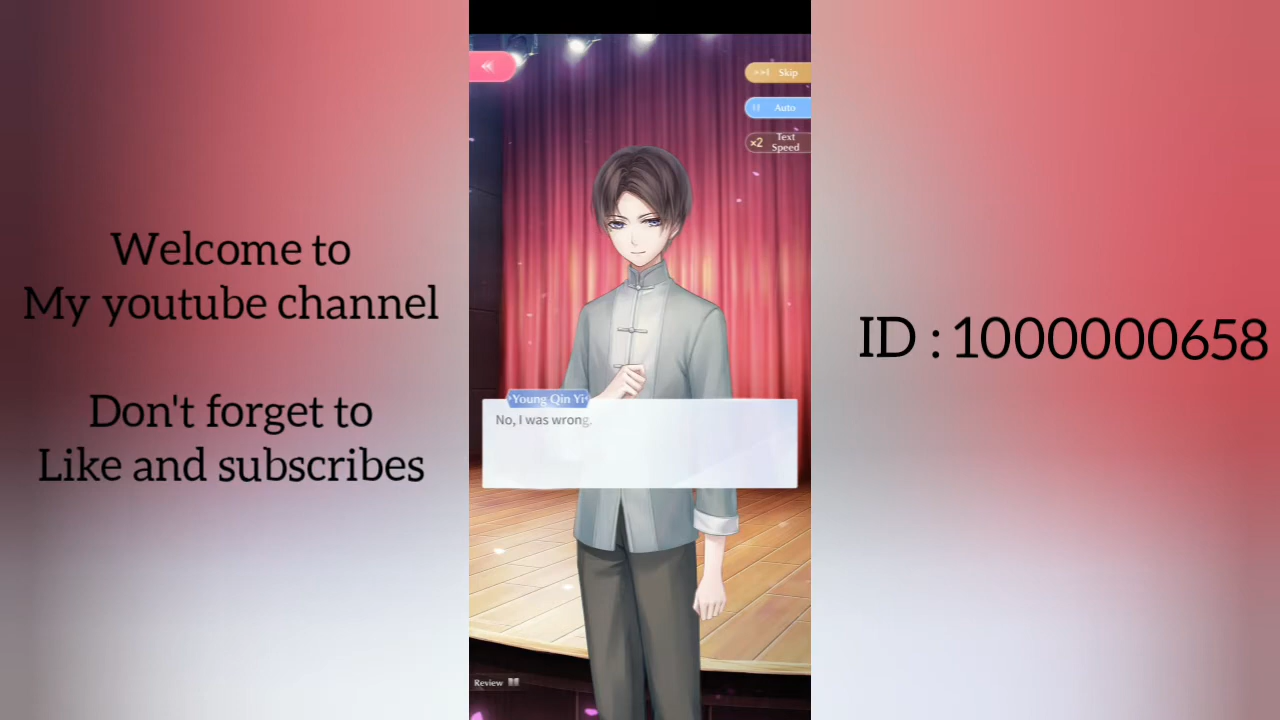 Welcome to
My youtube channel
Don't forget to
Like and subscribes
>>I Skip
II Auto
×2 Text
Speed
Young Qin Yi
No, I was wrong.
Review
ID : 1000000658